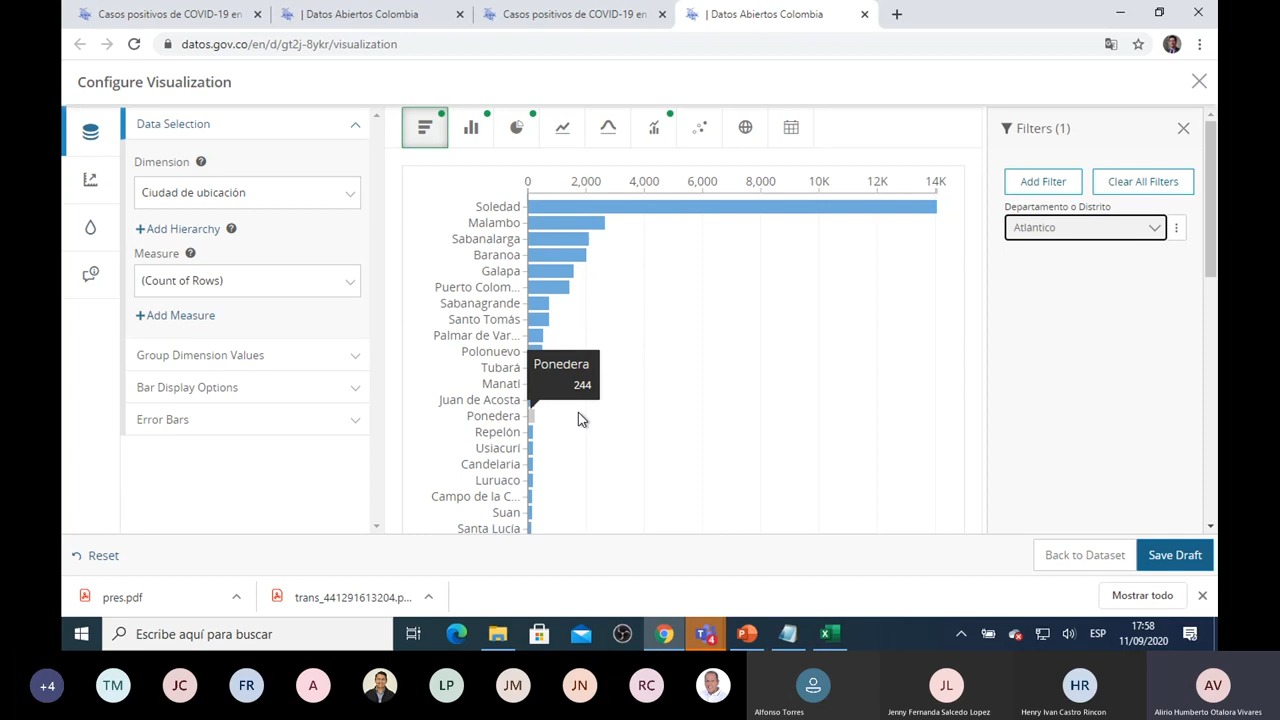 Casos positivos de COVID-19 en
| Datos Abiertos Colombia
Casos positivos de COVID-19 en
| Datos Abiertos Colombia
datos.gov.co/en/d/gt2j-8ykr/visualization
Configure Visualization
Data Selection
Dimension
Ciudad de ubicación
Add Hierarchy
Measure
(Count of Rows)
Add Measure
Group Dimension Values
Bar Display Options
Error Bars
0 2,000 4,000 6,000 8,000 10K 12K 14K
Soledad
Malambo
Sabanalarga
Baranoa
Galapa
Puerto Colom...
Sabanagrande
Santo Tomás
Palmar de Var...
Polonuevo
Tubará
Manatí
Juan de Acosta
Ponedera
Repelón
Usiacurí
Candelaria
Luruaco
Campo de la C...
Suan
Santa Lucía
Ponedera
244
Filters (1)
Add Filter
Clear All Filters
Departamento o Distrito
Atlantico
Reset
Back to Dataset
Save Draft
pres.pdf
trans_441291613204.p...
Mostrar todo
Escribe aquí para buscar
4
ESP
17:58
11/09/2020
+4
TM
JC
FR
A
LP
JM
JN
RC
Alfonso Torres
JL
Jenny Fernanda Salcedo Lopez
HR
Henry Ivan Castro Rincon
AV
Alirio Humberto Otalora Vivares